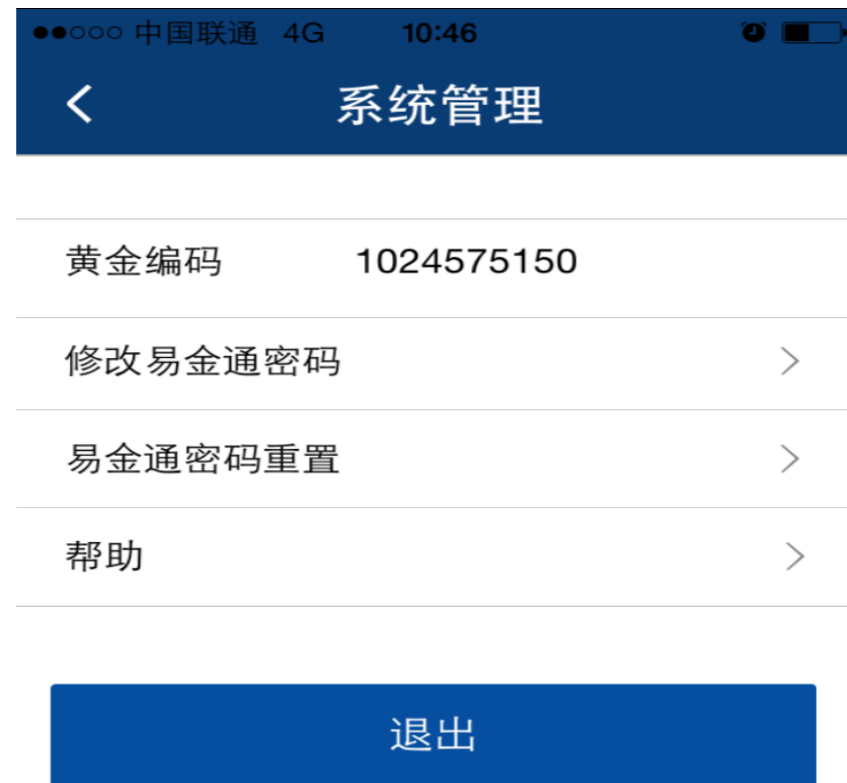 中国联通 4G 10:46
系统管理
黄金编码 1024575150
修改易金通密码
易金通密码重置
帮助
退出